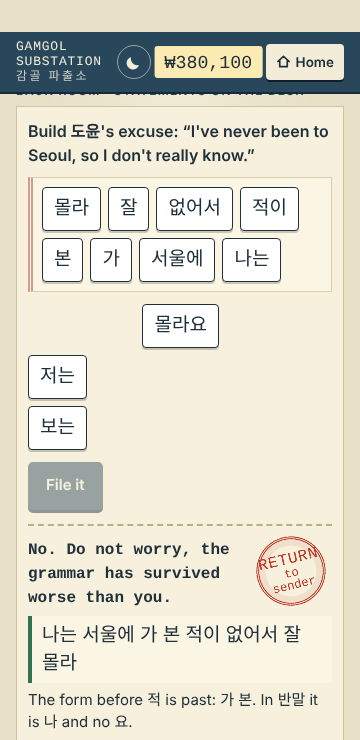 GAMGOL
SUBSTATION
감골 파출소
₩380,100
Home
Build 도윤's excuse: “I've never been to
Seoul, so I don't really know.”
몰라 잘 없어서 적이
본 가 서울에 나는
몰라요
저는
보는
File it
No. Do not worry, the
grammar has survived
worse than you.
RETURN
to
sender
나는 서울에 가 본 적이 없어서 잘
몰라
The form before 적 is past: 가 본. In 반말 it
is 나 and no 요.